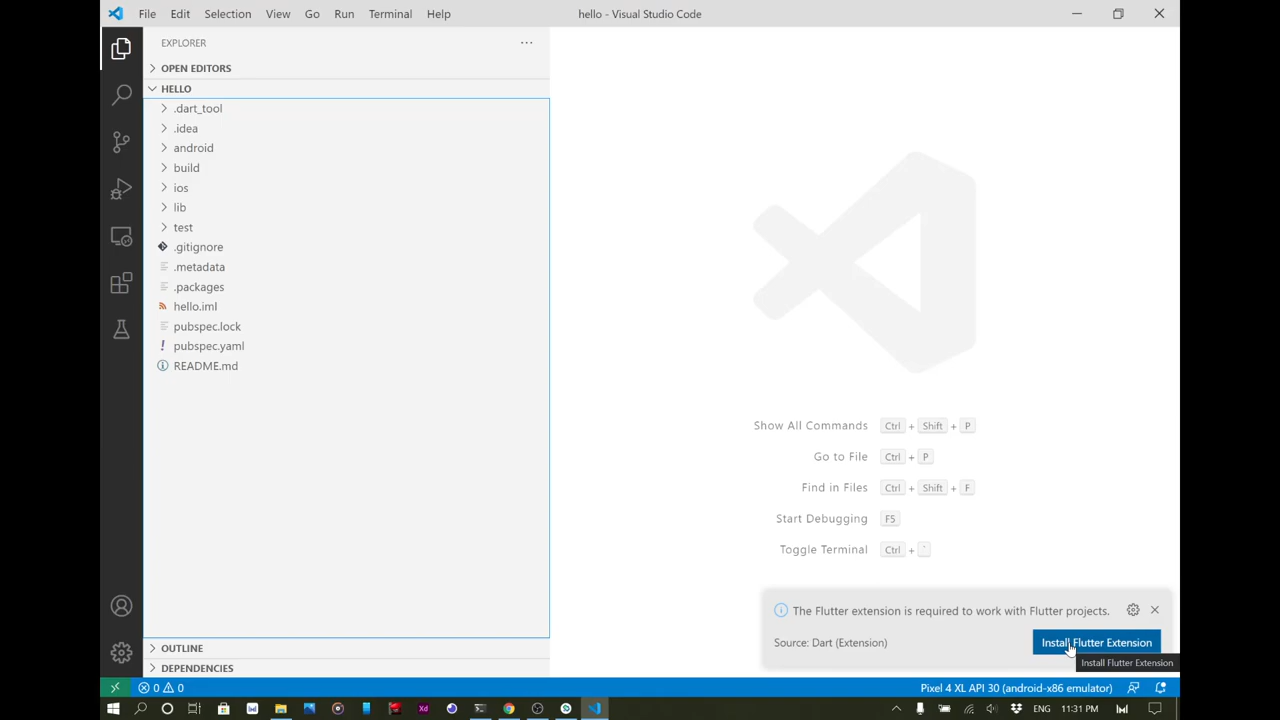 File Edit Selection View Go Run Terminal Help
hello - Visual Studio Code
EXPLORER
OPEN EDITORS
HELLO
.dart_tool
.idea
android
build
ios
lib
test
.gitignore
.metadata
.packages
hello.iml
pubspec.lock
pubspec.yaml
README.md
OUTLINE
DEPENDENCIES
Show All Commands Ctrl + Shift + P
Go to File Ctrl + P
Find in Files Ctrl + Shift + F
Start Debugging F5
Toggle Terminal Ctrl + `
The Flutter extension is required to work with Flutter projects.
Source: Dart (Extension) Install Flutter Extension
Install Flutter Extension
0 0 Pixel 4 XL API 30 (android-x86 emulator)
Xd ENG 11:31 PM